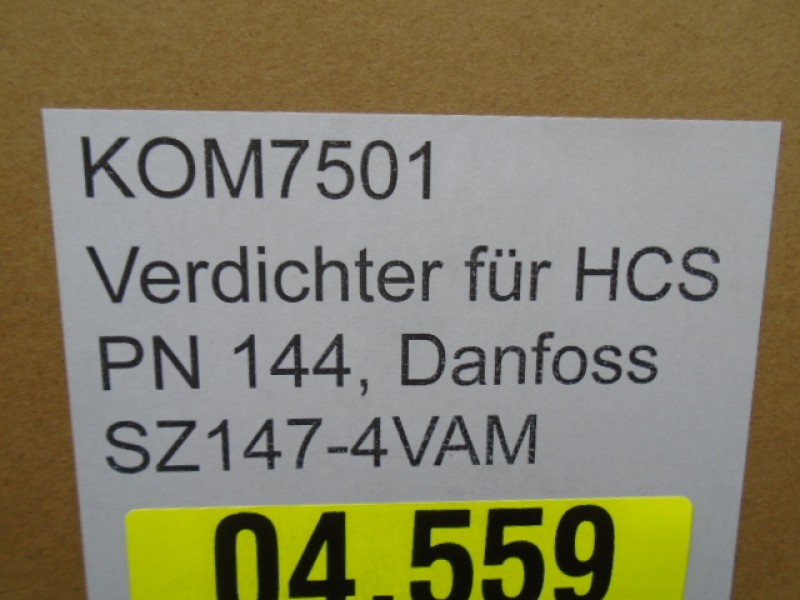 KOM7501
Verdichter für HCS
PN 144, Danfoss
SZ147-4VAM
04.559